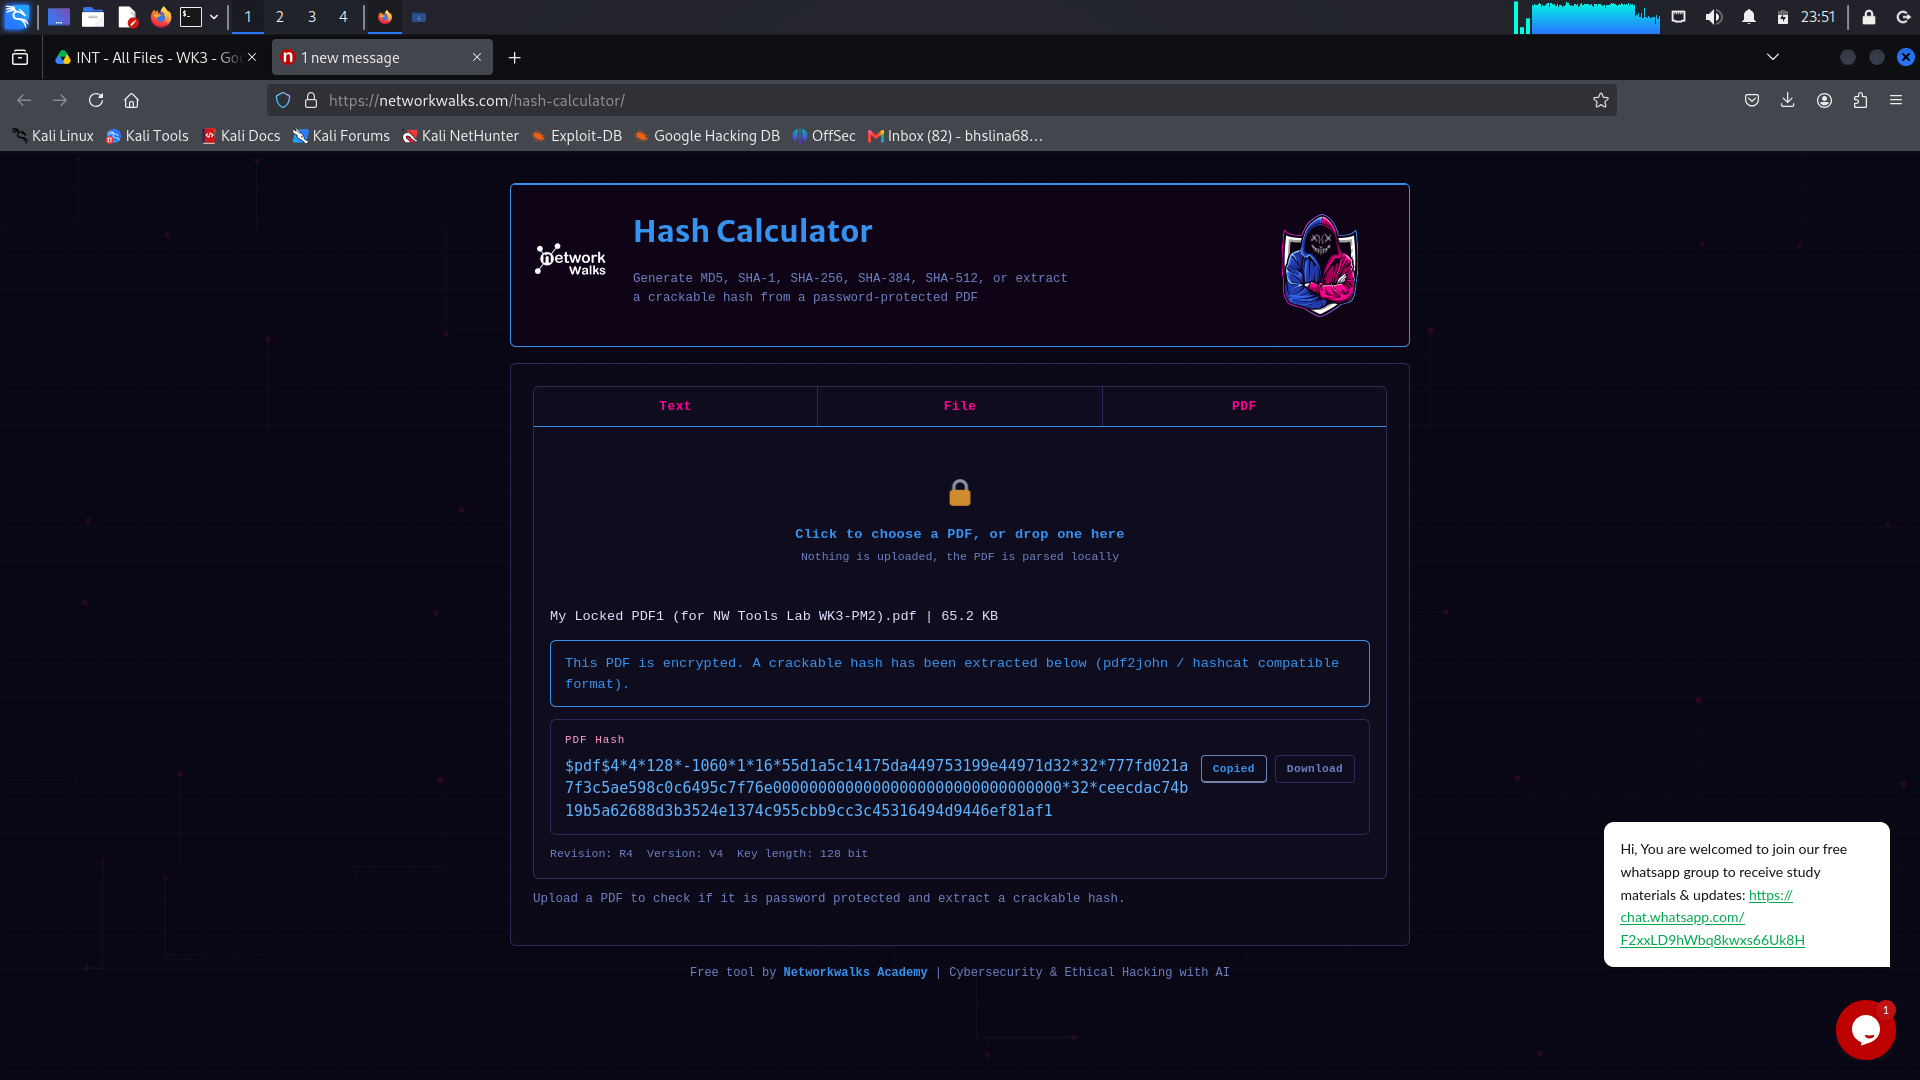 1
2
3
4
23:51
INT - All Files - WK3 - Goo
1 new message
https://networkwalks.com/hash-calculator/
Kali Linux
Kali Tools
Kali Docs
Kali Forums
Kali NetHunter
Exploit-DB
Google Hacking DB
OffSec
Inbox (82) - bhslina68…
network
Walks
Hash Calculator
Generate MD5, SHA-1, SHA-256, SHA-384, SHA-512, or extract
a crackable hash from a password-protected PDF
Text
File
PDF
Click to choose a PDF, or drop one here
Nothing is uploaded, the PDF is parsed locally
My Locked PDF1 (for NW Tools Lab WK3-PM2).pdf | 65.2 KB
This PDF is encrypted. A crackable hash has been extracted below (pdf2john / hashcat compatible
format).
PDF Hash
$pdf$4*4*128*-1060*1*16*55d1a5c14175da449753199e44971d32*32*777fd021a
7f3c5ae598c0c6495c7f76e00000000000000000000000000000000*32*ceecdac74b
19b5a62688d3b3524e1374c955cbb9cc3c45316494d9446ef81af1
Copied
Download
Revision: R4 Version: V4 Key length: 128 bit
Upload a PDF to check if it is password protected and extract a crackable hash.
Free tool by Networkwalks Academy | Cybersecurity & Ethical Hacking with AI
Hi, You are welcomed to join our free
whatsapp group to receive study
materials & updates: https://
chat.whatsapp.com/
F2xxLD9hWbq8kwxs66Uk8H
1